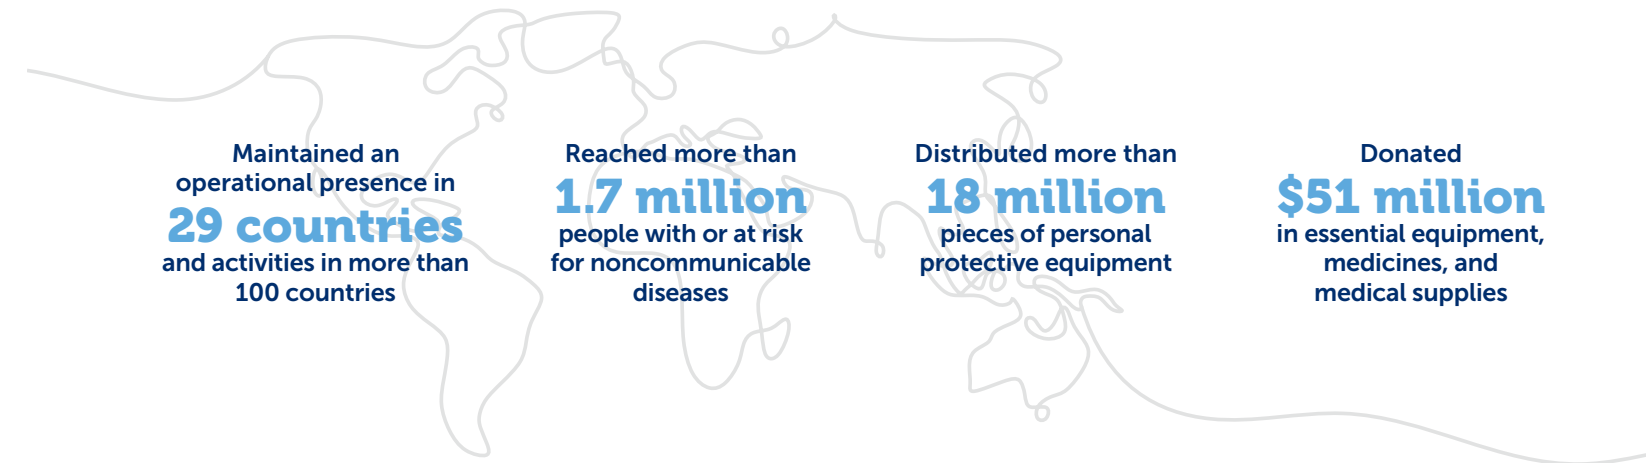 Maintained an
operational presence in
29 countries
and activities in more than
100 countries
Reached more than
1.7 million
people with or at risk
for noncommunicable
diseases
Distributed more than
18 million
pieces of personal
protective equipment
Donated
$51 million
in essential equipment,
medicines, and
medical supplies